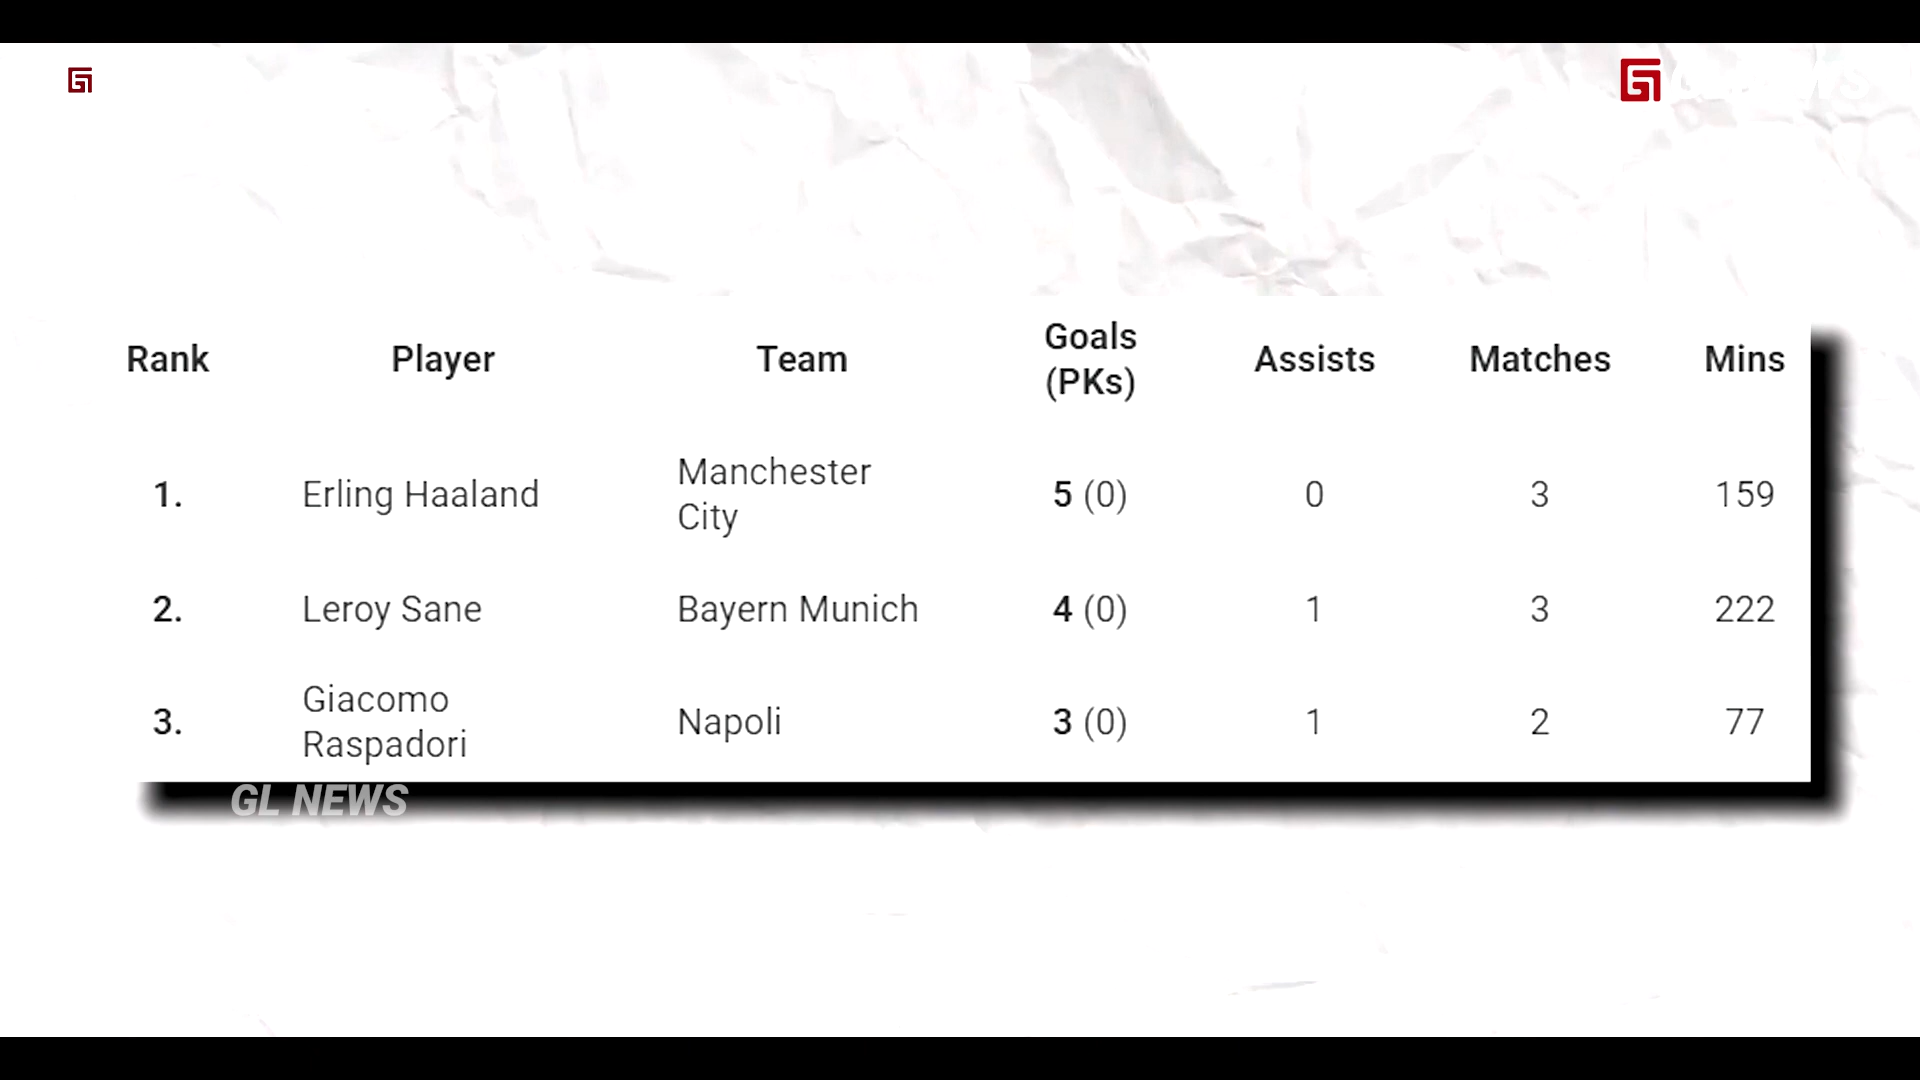 Rank Player Team Goals (PKs) Assists Matches Mins
1. Erling Haaland Manchester City 5 (0) 0 3 159
2. Leroy Sane Bayern Munich 4 (0) 1 3 222
3. Giacomo Raspadori Napoli 3 (0) 1 2 77
GL NEWS